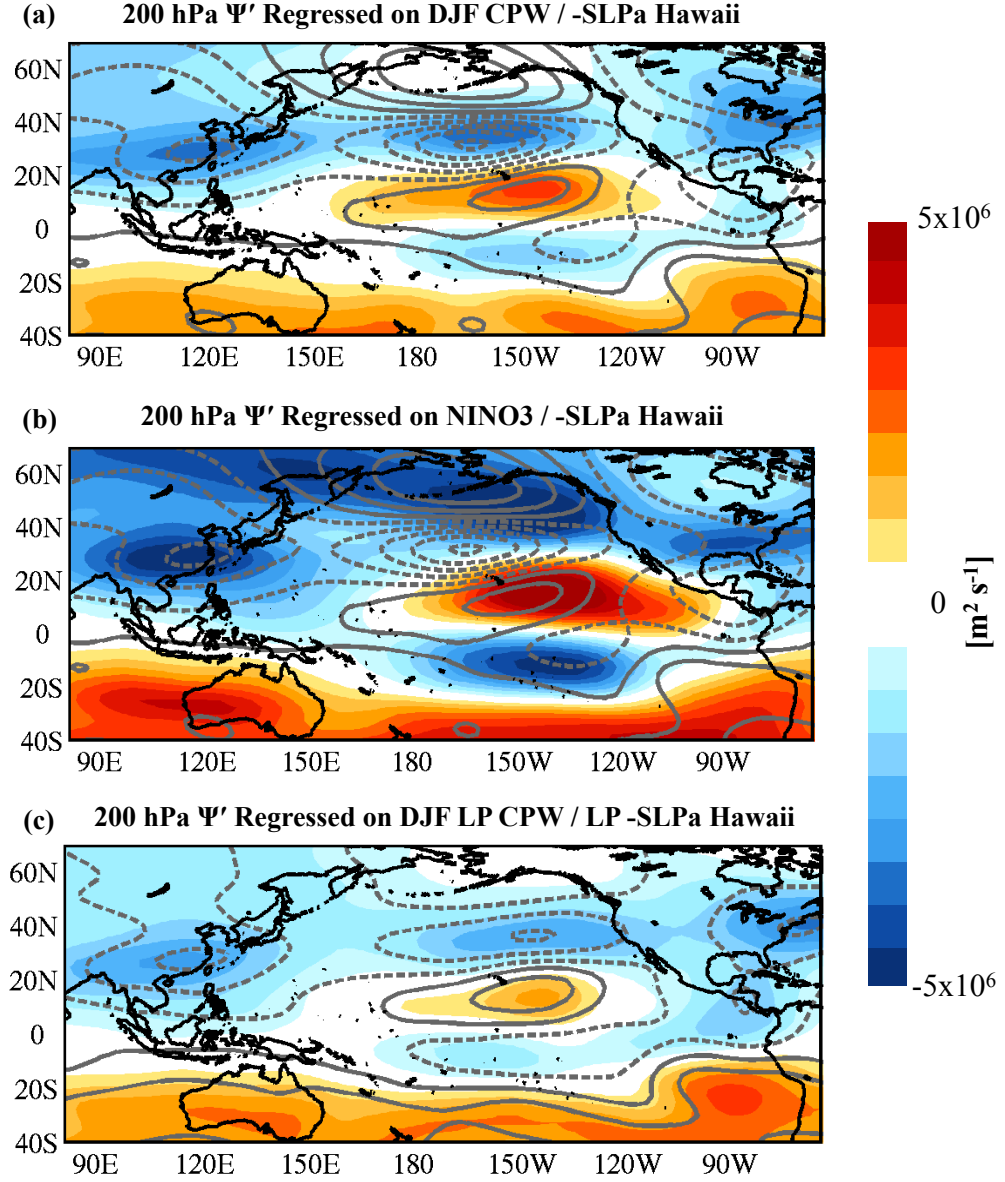 (a) 200 hPa Ψ′ Regressed on DJF CPW / -SLPa Hawaii
60N
40N
20N
0
20S
40S
90E 120E 150E 180 150W 120W 90W
(b) 200 hPa Ψ′ Regressed on NINO3 / -SLPa Hawaii
60N
40N
20N
0
20S
40S
90E 120E 150E 180 150W 120W 90W
(c) 200 hPa Ψ′ Regressed on DJF LP CPW / LP -SLPa Hawaii
60N
40N
20N
0
20S
40S
90E 120E 150E 180 150W 120W 90W
5x10⁶
0
-5x10⁶
[m² s⁻¹]